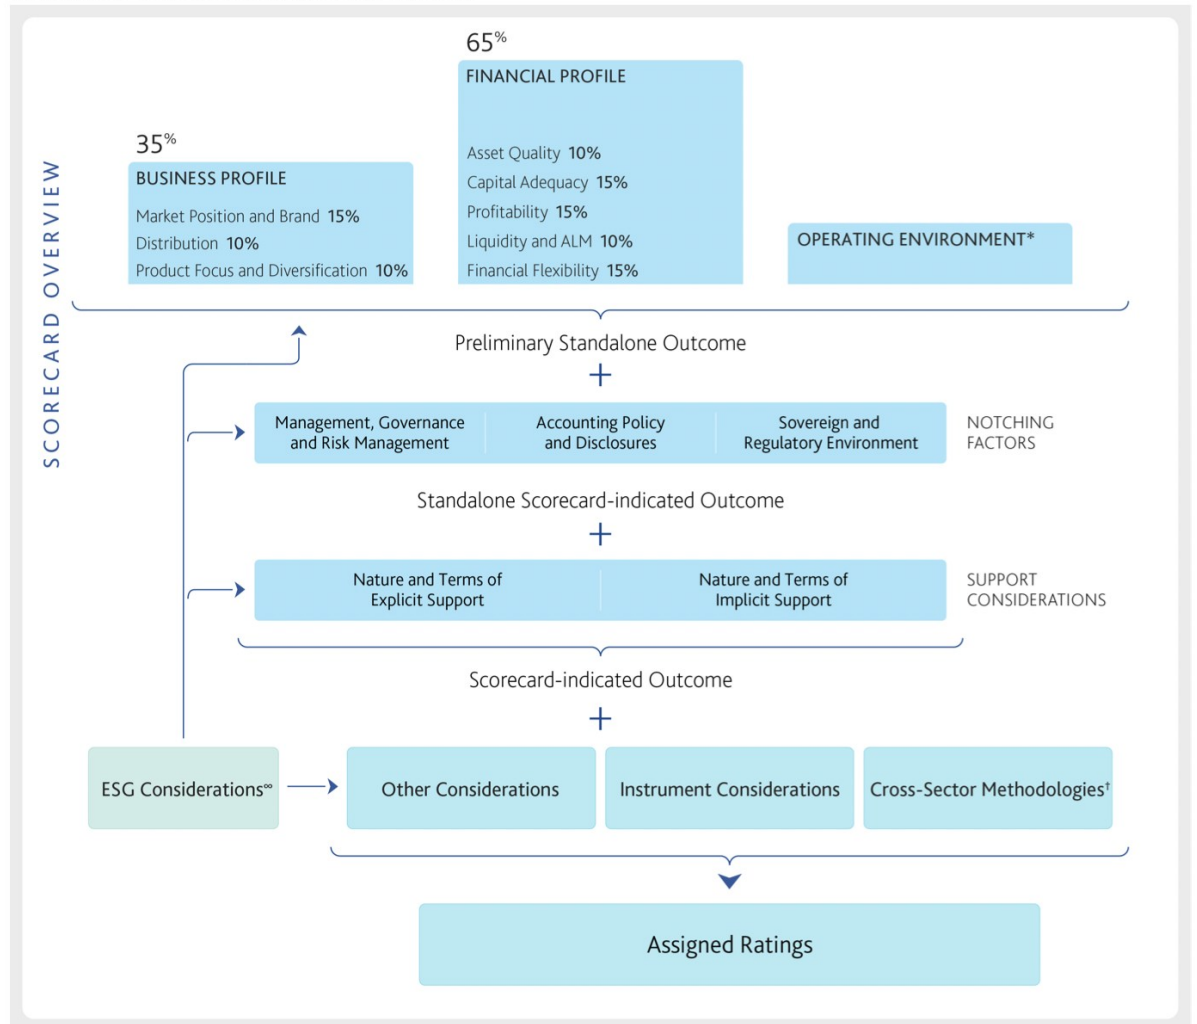 SCORECARD OVERVIEW
35%
BUSINESS PROFILE
Market Position and Brand 15%
Distribution 10%
Product Focus and Diversification 10%
65%
FINANCIAL PROFILE
Asset Quality 10%
Capital Adequacy 15%
Profitability 15%
Liquidity and ALM 10%
Financial Flexibility 15%
OPERATING ENVIRONMENT*
Preliminary Standalone Outcome
+
Management, Governance
and Risk Management
Accounting Policy
and Disclosures
Sovereign and
Regulatory Environment
NOTCHING
FACTORS
Standalone Scorecard-indicated Outcome
+
Nature and Terms of
Explicit Support
Nature and Terms of
Implicit Support
SUPPORT
CONSIDERATIONS
Scorecard-indicated Outcome
+
ESG Considerations∞
Other Considerations
Instrument Considerations
Cross-Sector Methodologies†
Assigned Ratings